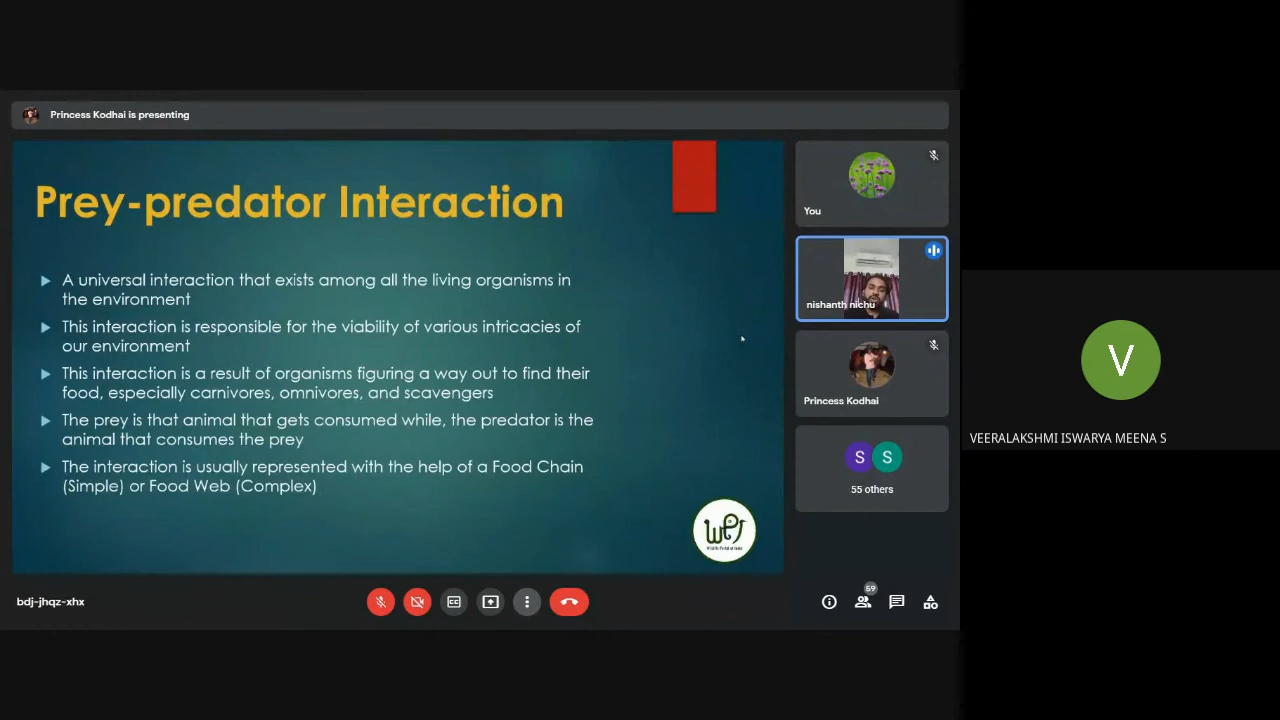 Princess Kodhai is presenting
Prey-predator Interaction
A universal interaction that exists among all the living organisms in
the environment
This interaction is responsible for the viability of various intricacies of
our environment
This interaction is a result of organisms figuring a way out to find their
food, especially carnivores, omnivores, and scavengers
The prey is that animal that gets consumed while, the predator is the
animal that consumes the prey
The interaction is usually represented with the help of a Food Chain
(Simple) or Food Web (Complex)
Wildlife Portal of India
You
nishanth nichu
Princess Kodhai
S
S
55 others
V
VEERALAKSHMI ISWARYA MEENA S
bdj-jhqz-xhx
CC
59